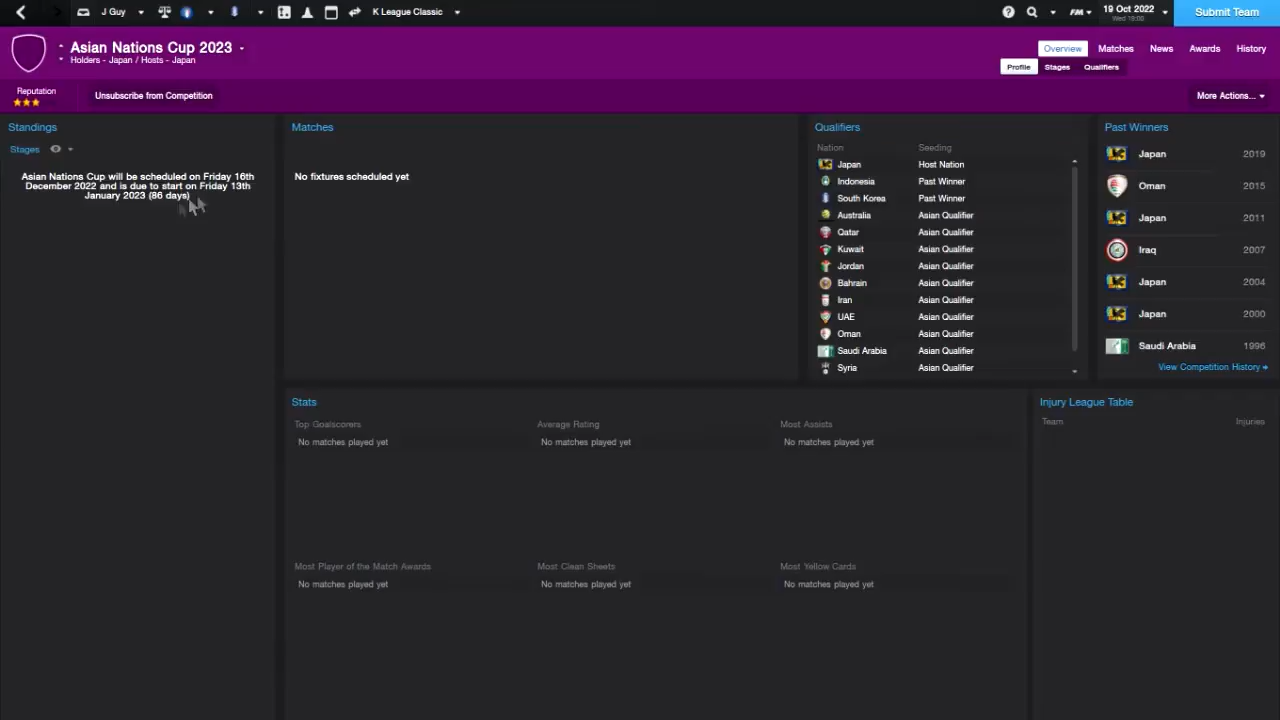 J Guy
K League Classic
FM
19 Oct 2022
Wed 19:00
Submit Team
Asian Nations Cup 2023
Holders - Japan / Hosts - Japan
Overview
Matches
News
Awards
History
Profile
Stages
Qualifiers
Reputation
Unsubscribe from Competition
More Actions...
Standings
Stages
Asian Nations Cup will be scheduled on Friday 16th
December 2022 and is due to start on Friday 13th
January 2023 (86 days)
Matches
No fixtures scheduled yet
Qualifiers
Nation Seeding
Japan Host Nation
Indonesia Past Winner
South Korea Past Winner
Australia Asian Qualifier
Qatar Asian Qualifier
Kuwait Asian Qualifier
Jordan Asian Qualifier
Bahrain Asian Qualifier
Iran Asian Qualifier
UAE Asian Qualifier
Oman Asian Qualifier
Saudi Arabia Asian Qualifier
Syria Asian Qualifier
Past Winners
Japan 2019
Oman 2015
Japan 2011
Iraq 2007
Japan 2004
Japan 2000
Saudi Arabia 1996
View Competition History
Stats
Top Goalscorers
No matches played yet
Average Rating
No matches played yet
Most Assists
No matches played yet
Most Player of the Match Awards
No matches played yet
Most Clean Sheets
No matches played yet
Most Yellow Cards
No matches played yet
Injury League Table
Team Injuries